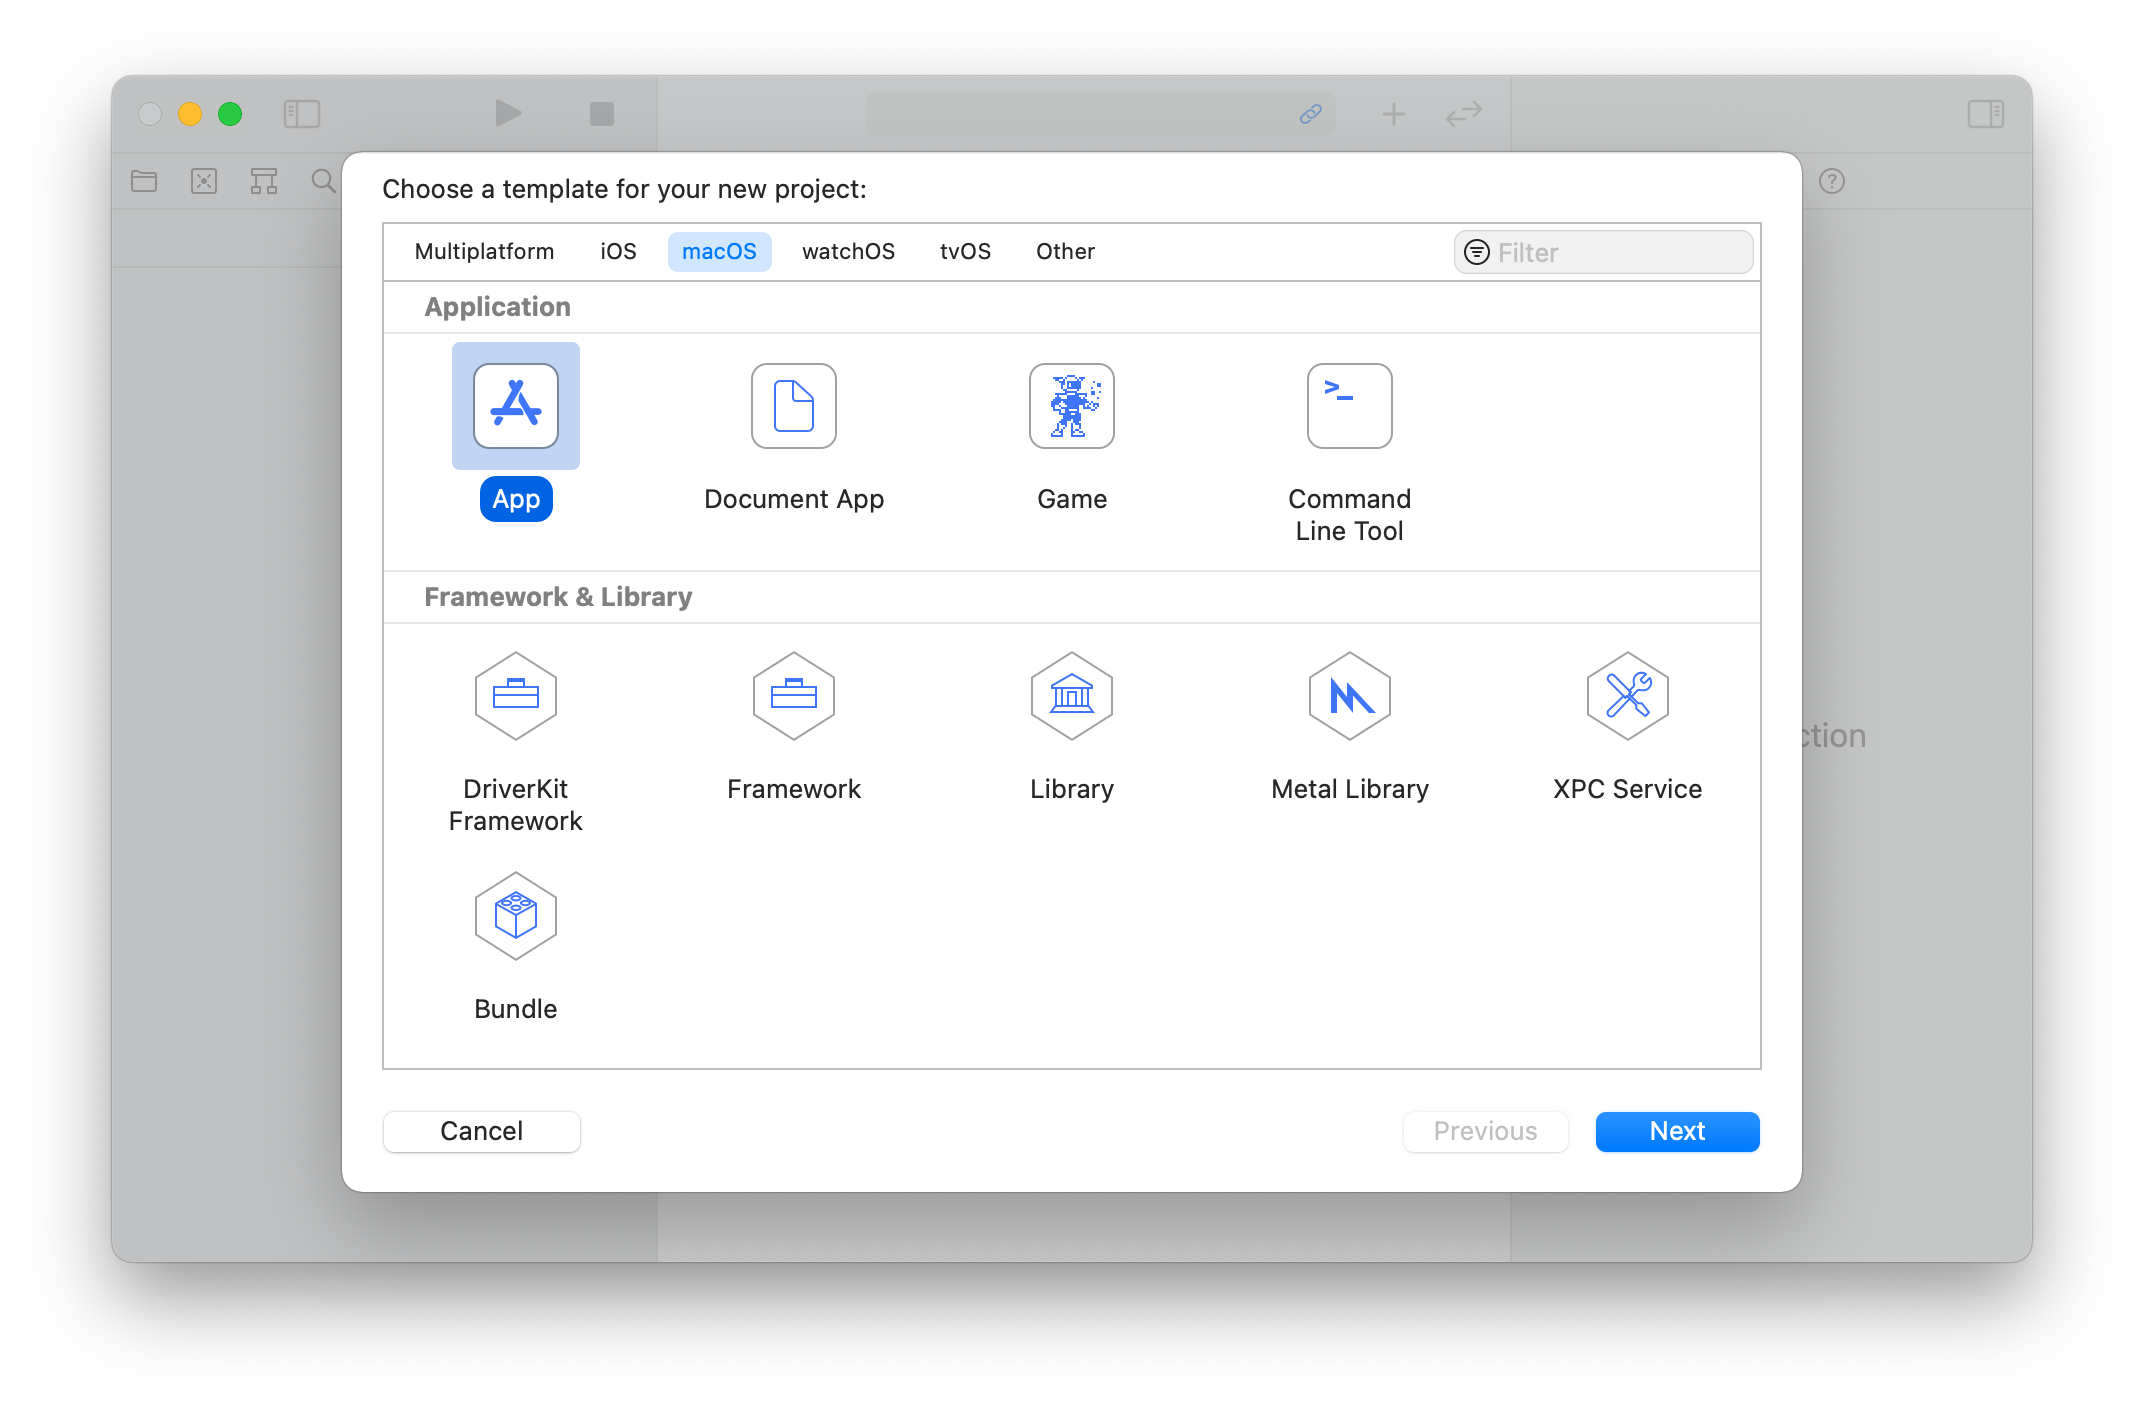 Choose a template for your new project:
Multiplatform iOS macOS watchOS tvOS Other Filter
Application
App Document App Game Command
Line Tool
Framework & Library
DriverKit Framework Library Metal Library XPC Service
Framework
ction
Bundle
Cancel Previous Next